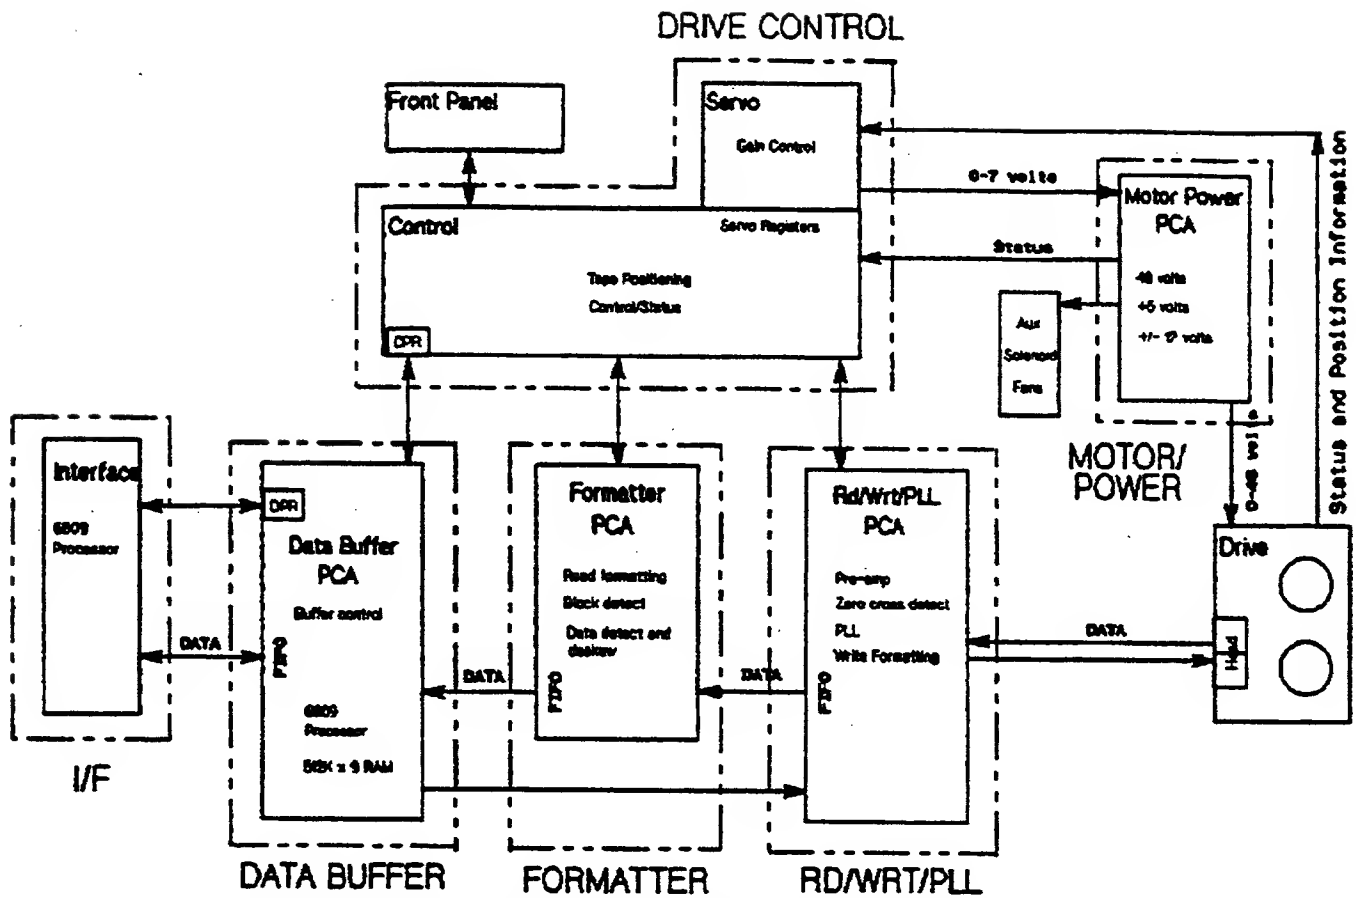 DRIVE CONTROL
Front Panel
Servo
Gain Control
0-7 volts
Motor Power
PCA
Control
Servo Registers
Status
Tape Positioning
Control/Status
DPR
+5 volts
volts
Aux
Solenoid
Fans
Status and Position Information
MOTOR/
POWER
0-48 volts
Drive
Head
Interface
6809
Processor
I/F
DPR
Data Buffer
PCA
Buffer control
DATA
FIFO
6809
Processor
512K x 9 RAM
DATA BUFFER
Formatter
PCA
Read formatting
Block detect
Data detect and
deskew
DATA
FIFO
FORMATTER
Rd/Wrt/PLL
PCA
Pre-amp
Zero cross detect
PLL
Write Formatting
DATA
FIFO
DATA
RD/WRT/PLL